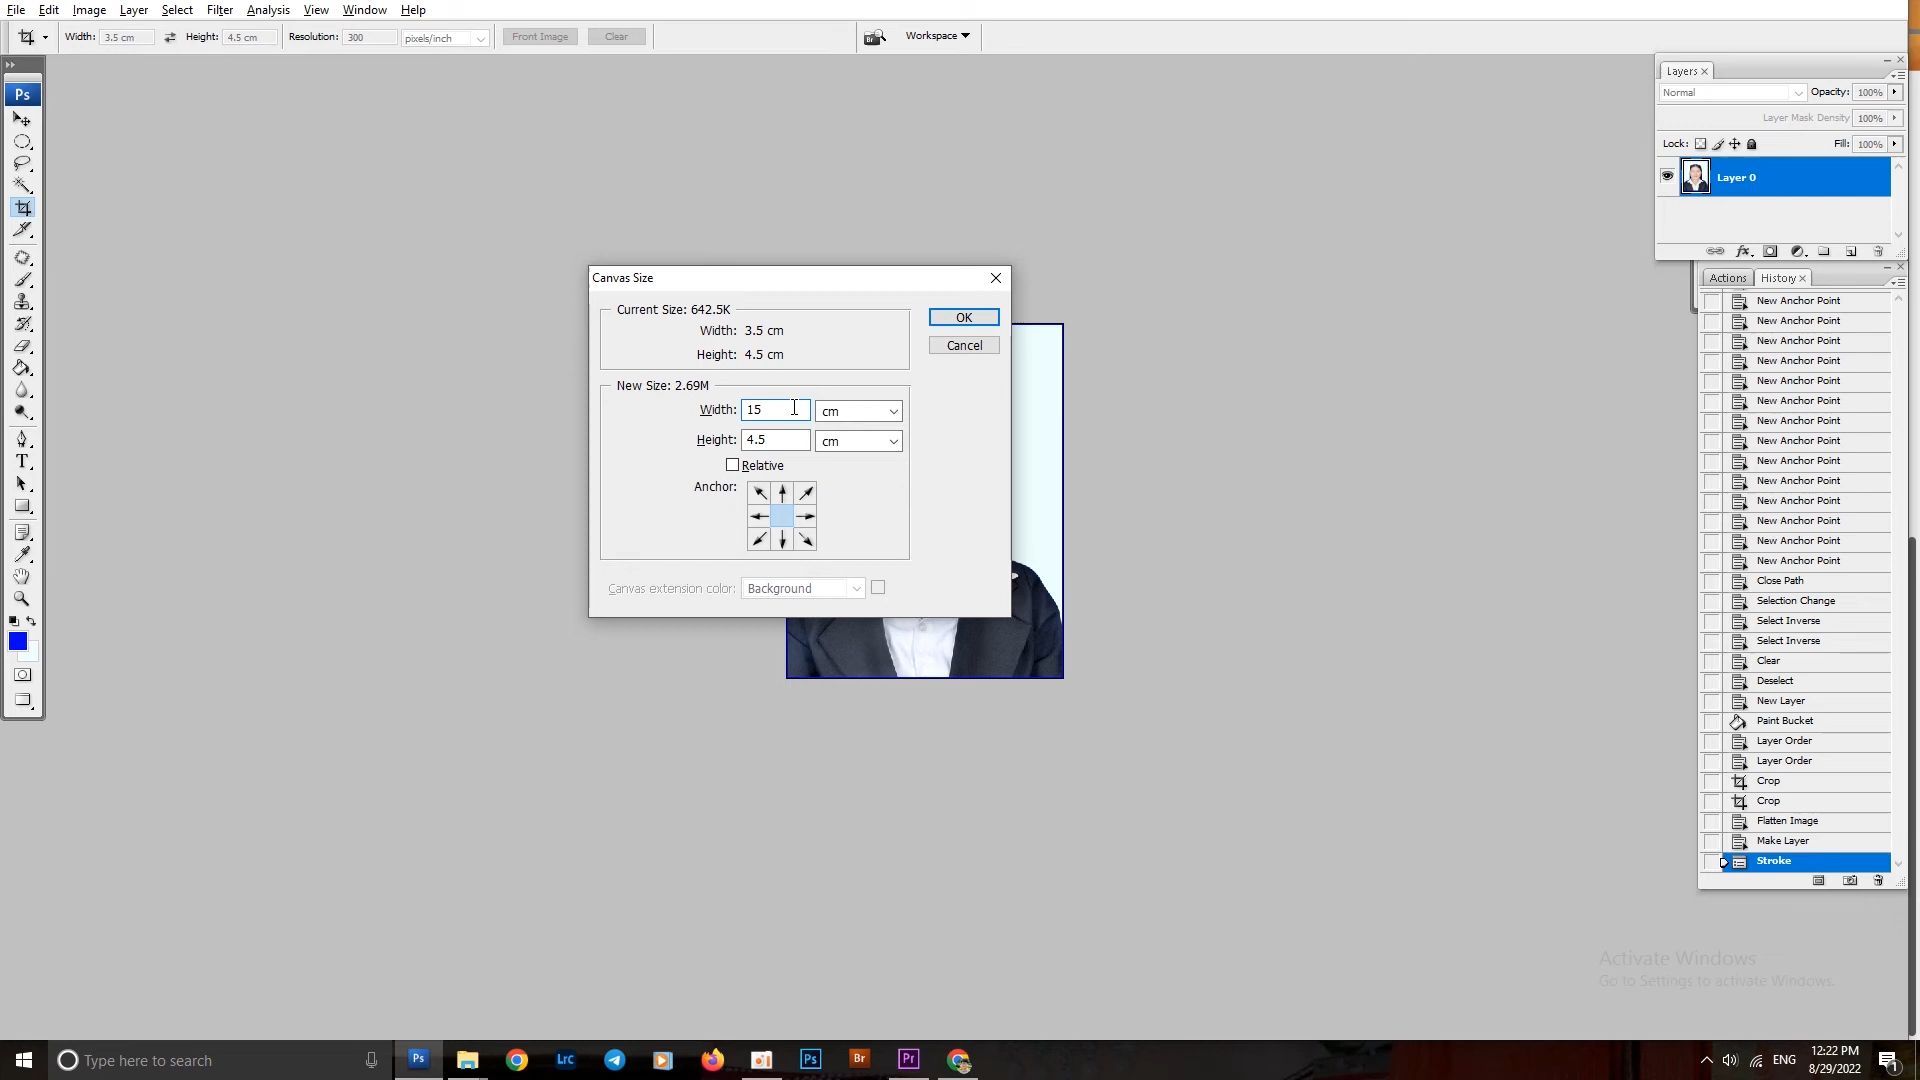 File Edit Image Layer Select Filter Analysis View Window Help
Width: 3.5 cm Height: 4.5 cm Resolution: 300 pixels/inch Front Image Clear Workspace
Ps
Layers
Normal Opacity: 100%
Layer Mask Density 100%
Lock: Fill: 100%
Layer 0
Actions History
New Anchor Point
New Anchor Point
New Anchor Point
New Anchor Point
New Anchor Point
New Anchor Point
New Anchor Point
New Anchor Point
New Anchor Point
New Anchor Point
New Anchor Point
New Anchor Point
New Anchor Point
New Anchor Point
Close Path
Selection Change
Select Inverse
Select Inverse
Clear
Deselect
New Layer
Paint Bucket
Layer Order
Layer Order
Crop
Crop
Flatten Image
Make Layer
Stroke
Canvas Size
Current Size: 642.5K
Width: 3.5 cm
Height: 4.5 cm
OK
Cancel
New Size: 2.69M
Width: 15 cm
Height: 4.5 cm
Relative
Anchor:
Canvas extension color: Background
Activate Windows
Go to Settings to activate Windows.
Type here to search
Ps Lrc Ps Br Pr
ENG
12:22 PM
8/29/2022
1